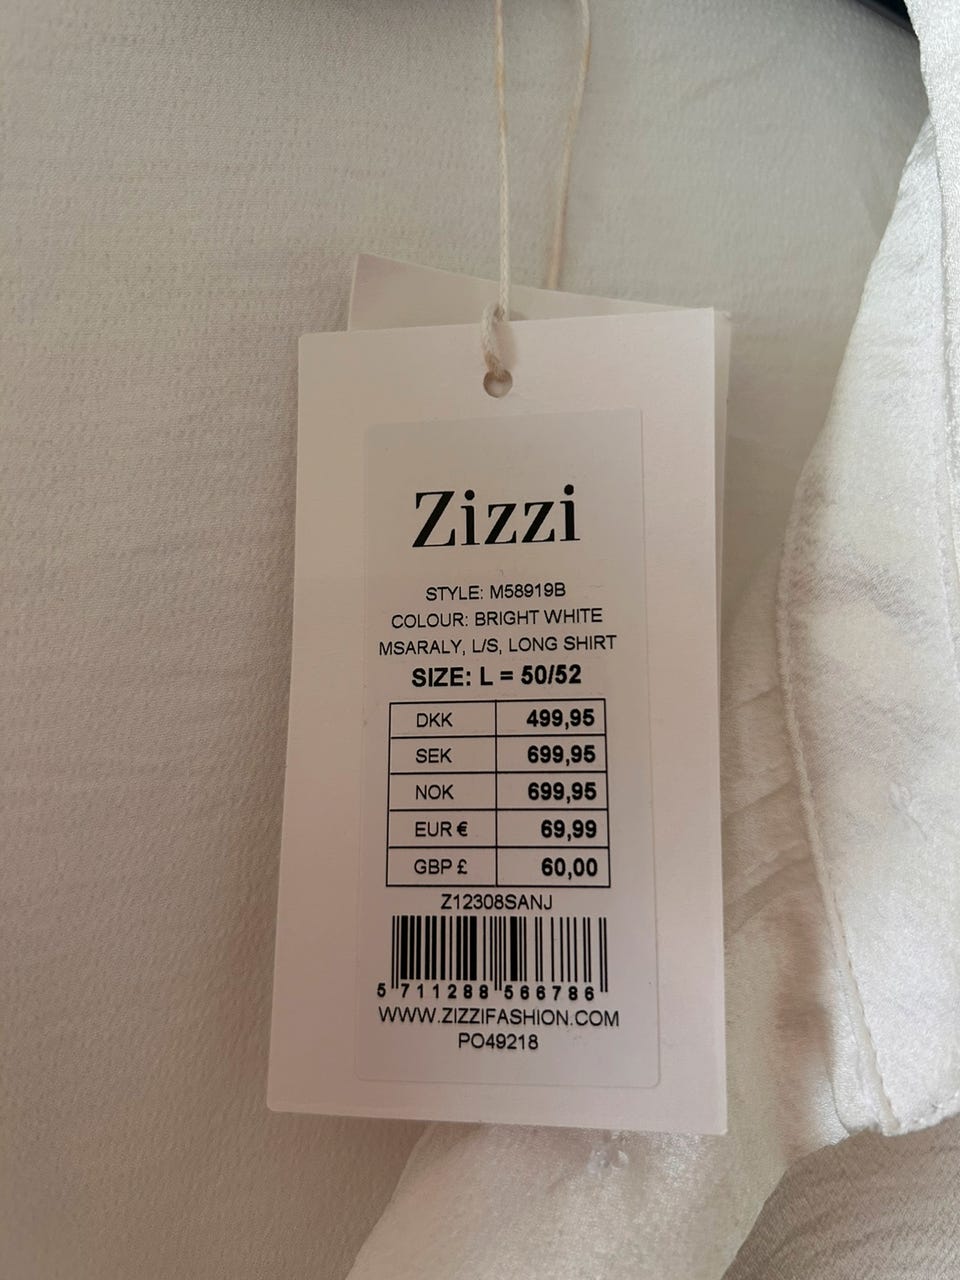 Zizzi
STYLE: M58919B
COLOUR: BRIGHT WHITE
MSARALY, L/S, LONG SHIRT
SIZE: L = 50/52
DKK 499,95
SEK 699,95
NOK 699,95
EUR € 69,99
GBP £ 60,00
Z12308SANJ
5 711288 566786
WWW.ZIZZIFASHION.COM
PO49218